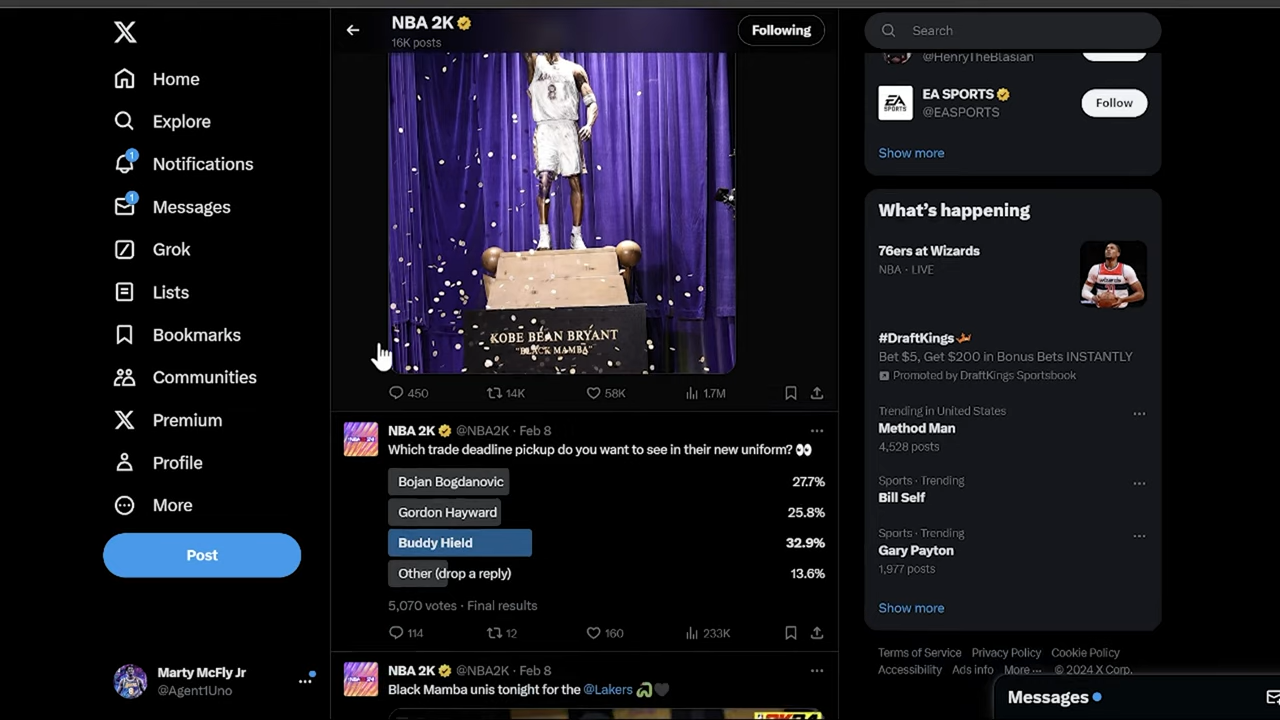 Home
Explore
1
Notifications
1
Messages
Grok
Lists
Bookmarks
Communities
Premium
Profile
More
Post
Marty McFly Jr
@Agent1Uno
NBA 2K
16K posts
Following
8
KOBE BEAN BRYANT
"BLACK MAMBA"
450 14K 58K 1.7M
NBA 2K @NBA2K · Feb 8
Which trade deadline pickup do you want to see in their new uniform? 👀
Bojan Bogdanovic 27.7%
Gordon Hayward 25.8%
Buddy Hield 32.9%
Other (drop a reply) 13.6%
5,070 votes · Final results
114 12 160 233K
NBA 2K @NBA2K · Feb 8
Black Mamba unis tonight for the @Lakers 🐍🖤
Search
@HenryTheBlasian
EA SPORTS
@EASPORTS
Follow
Show more
What's happening
76ers at Wizards
NBA · LIVE
#DraftKings
Bet $5, Get $200 in Bonus Bets INSTANTLY
Promoted by DraftKings Sportsbook
Trending in United States
Method Man
4,528 posts
Sports · Trending
Bill Self
Sports · Trending
Gary Payton
1,977 posts
Show more
Terms of Service Privacy Policy Cookie Policy
Accessibility Ads info More ··· © 2024 X Corp.
Messages